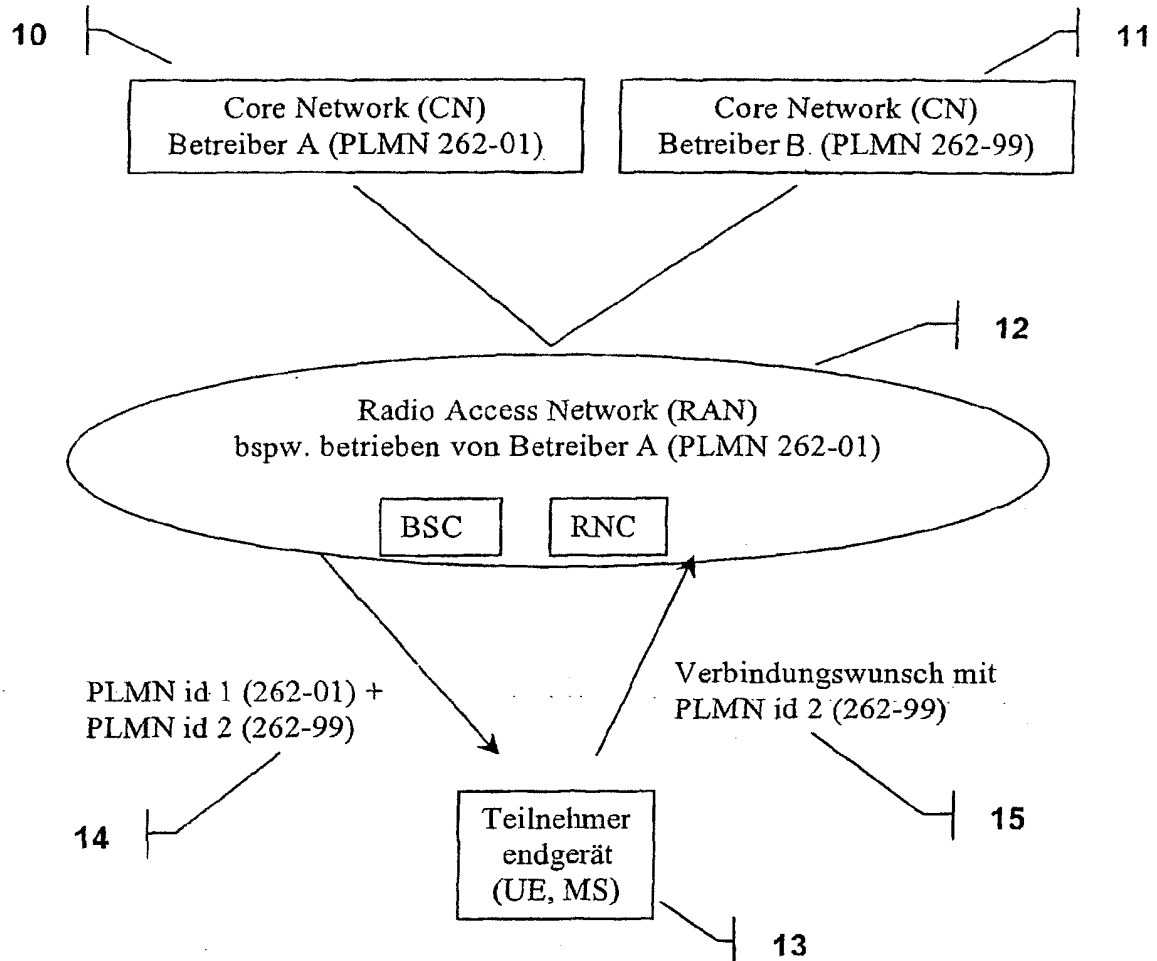 10
11
Core Network (CN)
Betreiber A (PLMN 262-01)
Core Network (CN)
Betreiber B. (PLMN 262-99)
12
Radio Access Network (RAN)
bspw. betrieben von Betreiber A (PLMN 262-01)
BSC
RNC
PLMN id 1 (262-01) +
PLMN id 2 (262-99)
Verbindungswunsch mit
PLMN id 2 (262-99)
14
15
Teilnehmer
endgerät
(UE, MS)
13